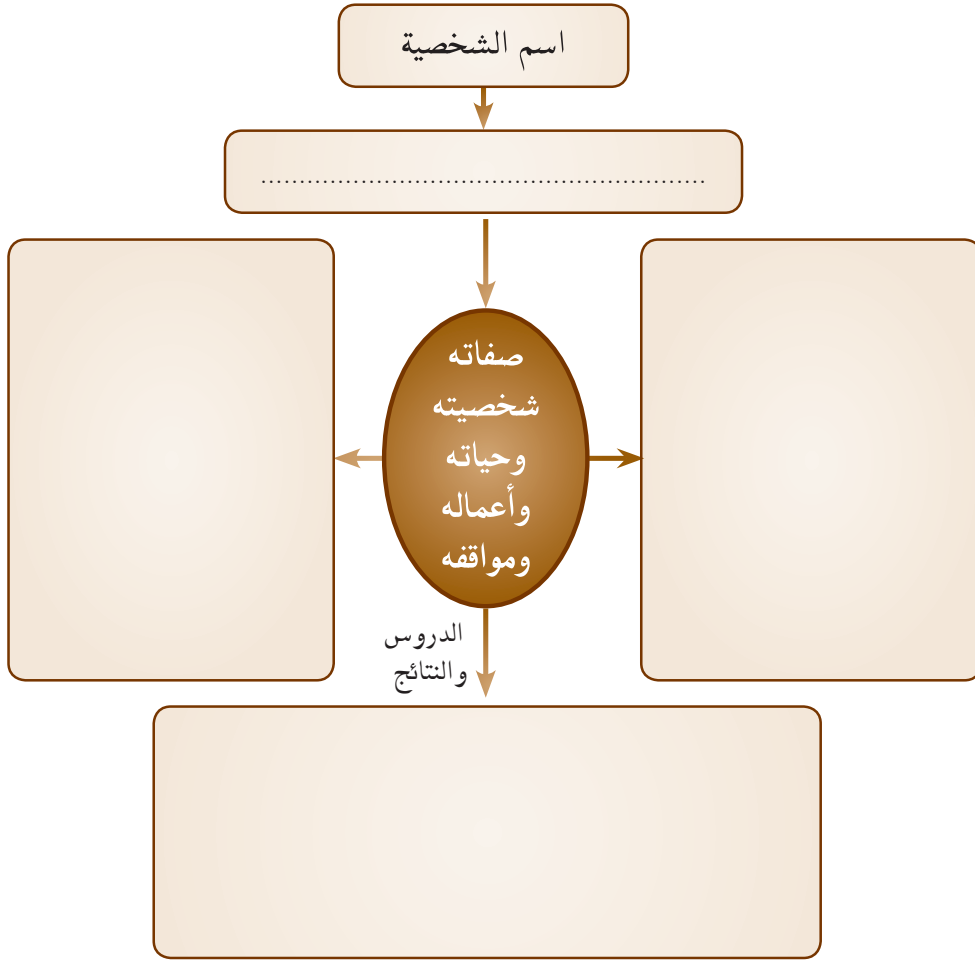 اسم الشخصية
..........................................................
صفاته
شخصيته
وحياته
وأعماله
ومواقفه
الدروس
والنتائج